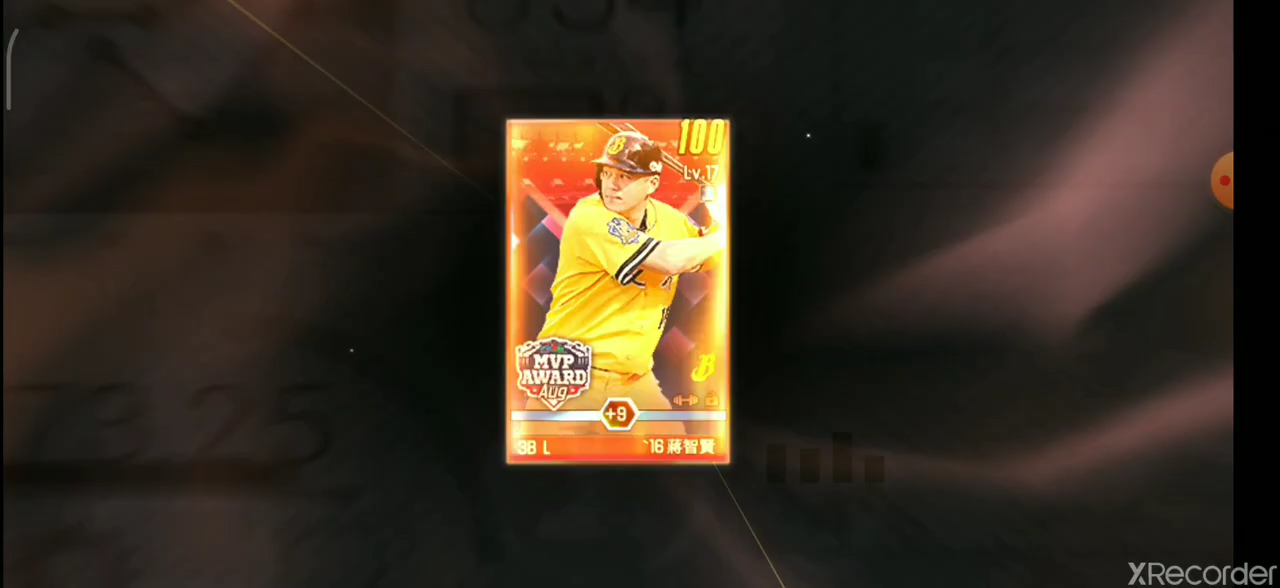 100
Lv.17
B
MVP
AWARD
Aug
B
+9
3B L
'16 蔣智賢
XRecorder